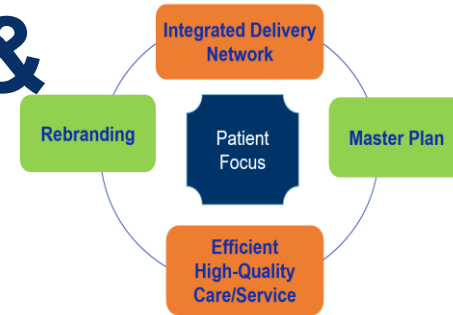 &
Integrated Delivery
Network
Rebranding
Patient
Focus
Master Plan
Efficient
High-Quality
Care/Service